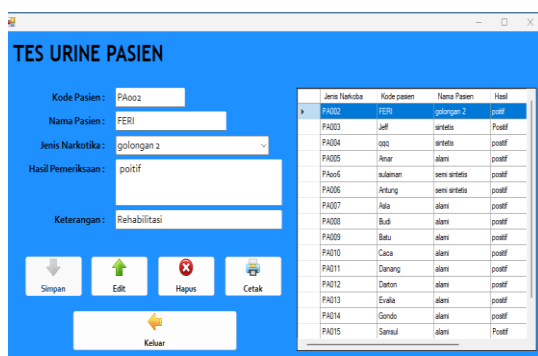 TES URINE PASIEN
Kode Pasien : PAoo2
Nama Pasien : FERI
Jenis Narkotika : golongan 2
Hasil Pemeriksaan : poitif
Keterangan : Rehabilitasi
Simpan Edit Hapus Cetak
Keluar
Jenis Narkoba Kode pasien Nama Pasien Hasil
PA002 FERI golongan 2 poitif
PA003 Jeff sintetis Positif
PA004 qqq sintetis positif
PA005 Amar alami positif
PAoo6 sulaiman semi sintetis positif
PA006 Antung semi sintetis positif
PA007 Asla alami positif
PA008 Budi alami positif
PA009 Batu alami positif
PA010 Caca alami positif
PA011 Danang alami positif
PA012 Darton alami positif
PA013 Evalia alami positif
PA014 Gondo alami positif
PA015 Samsul alami Positif